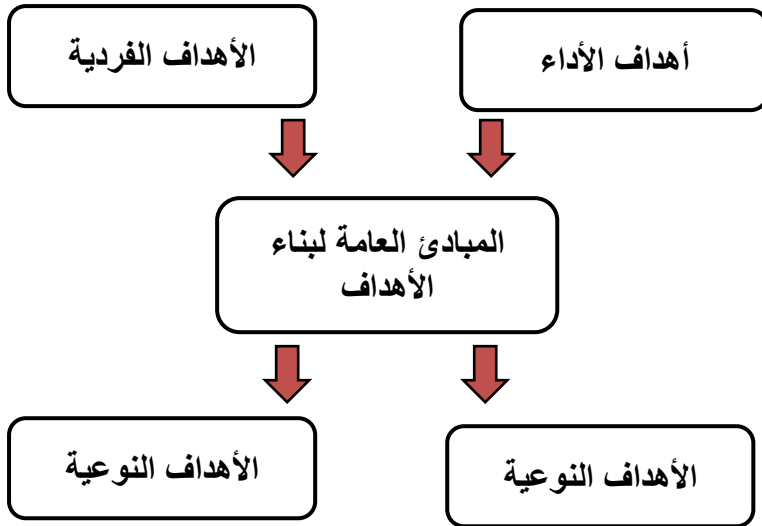 أهداف الأداء
الأهداف الفردية
المبادئ العامة لبناء
الأهداف
الأهداف النوعية
الأهداف النوعية